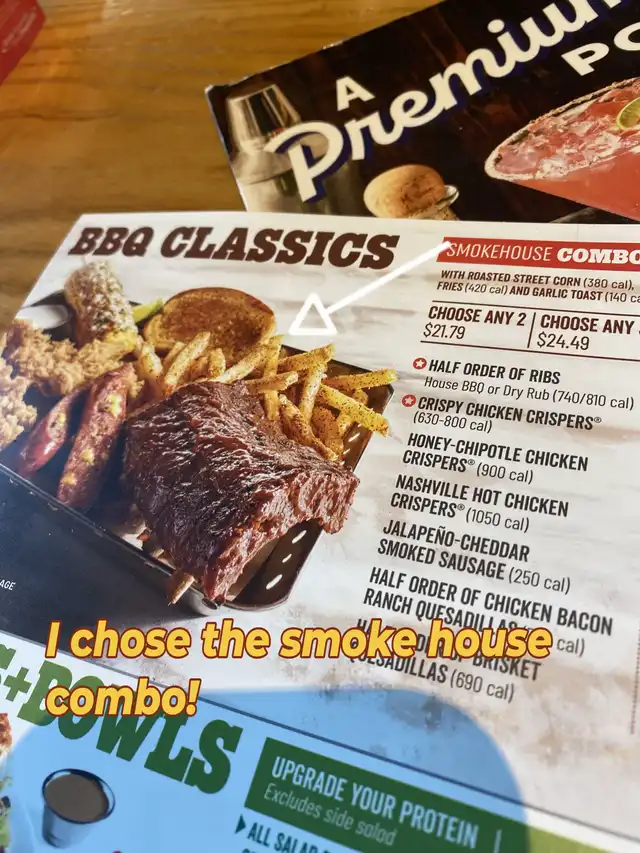 A
Premium
BBQ CLASSICS
SMOKEHOUSE COMBO
WITH ROASTED STREET CORN (380 cal),
FRIES (420 cal) AND GARLIC TOAST (140
CHOOSE ANY 2
$21.79
CHOOSE ANY
$24.49
HALF ORDER OF RIBS
House BBQ or Dry Rub (740/810 cal)
CRISPY CHICKEN CRISPERS®
(630-800 cal)
HONEY-CHIPOTLE CHICKEN
CRISPERS® (900 cal)
NASHVILLE HOT CHICKEN
CRISPERS® (1050 cal)
JALAPEÑO-CHEDDAR
SMOKED SAUSAGE (250 cal)
HALF ORDER OF CHICKEN BACON
RANCH QUESADILLAS cal)
BRISKET
QUESADILLAS (690 cal)
I chose the smoke house
combo!
+BOWLS
UPGRADE YOUR PROTEIN
Excludes side salad
ALL SALAD